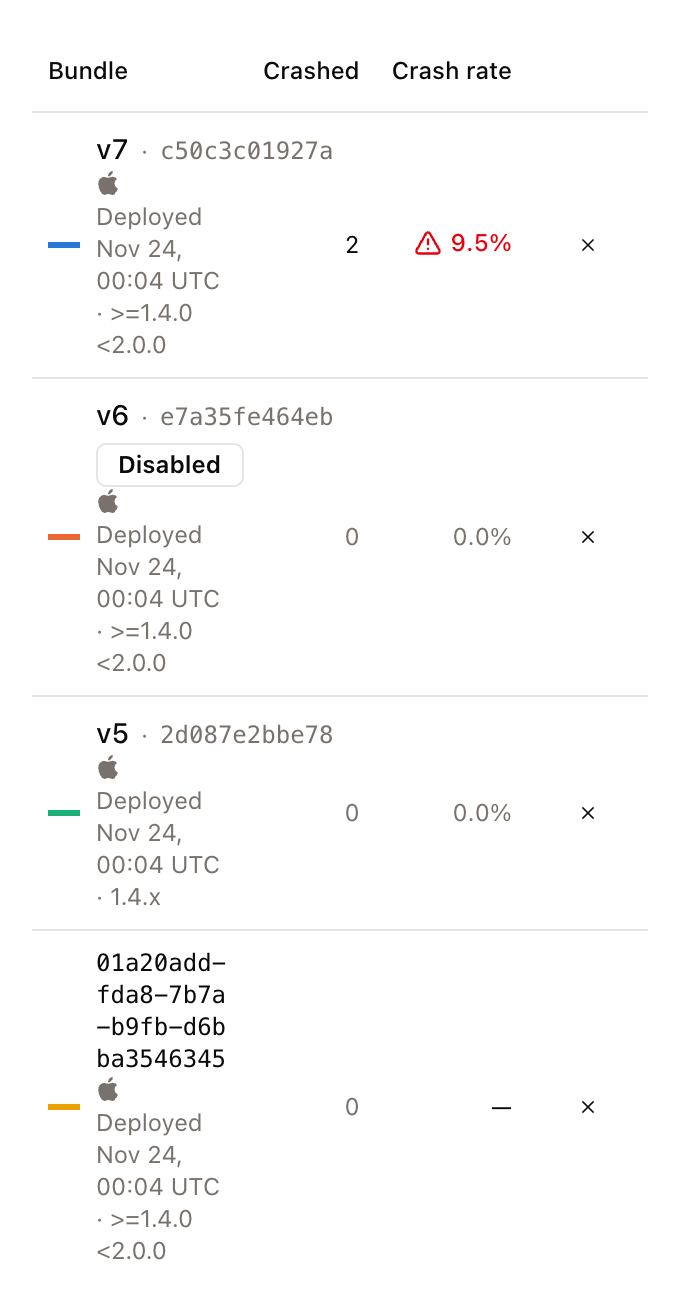 Bundle Crashed Crash rate
v7 · c50c3c01927a
Deployed
Nov 24,
00:04 UTC
· >=1.4.0
<2.0.0
2 9.5% ×
v6 · e7a35fe464eb
Disabled
Deployed
Nov 24,
00:04 UTC
· >=1.4.0
<2.0.0
0 0.0% ×
v5 · 2d087e2bbe78
Deployed
Nov 24,
00:04 UTC
· 1.4.x
0 0.0% ×
01a20add-
fda8-7b7a
-b9fb-d6b
ba3546345
Deployed
Nov 24,
00:04 UTC
· >=1.4.0
<2.0.0
0 — ×